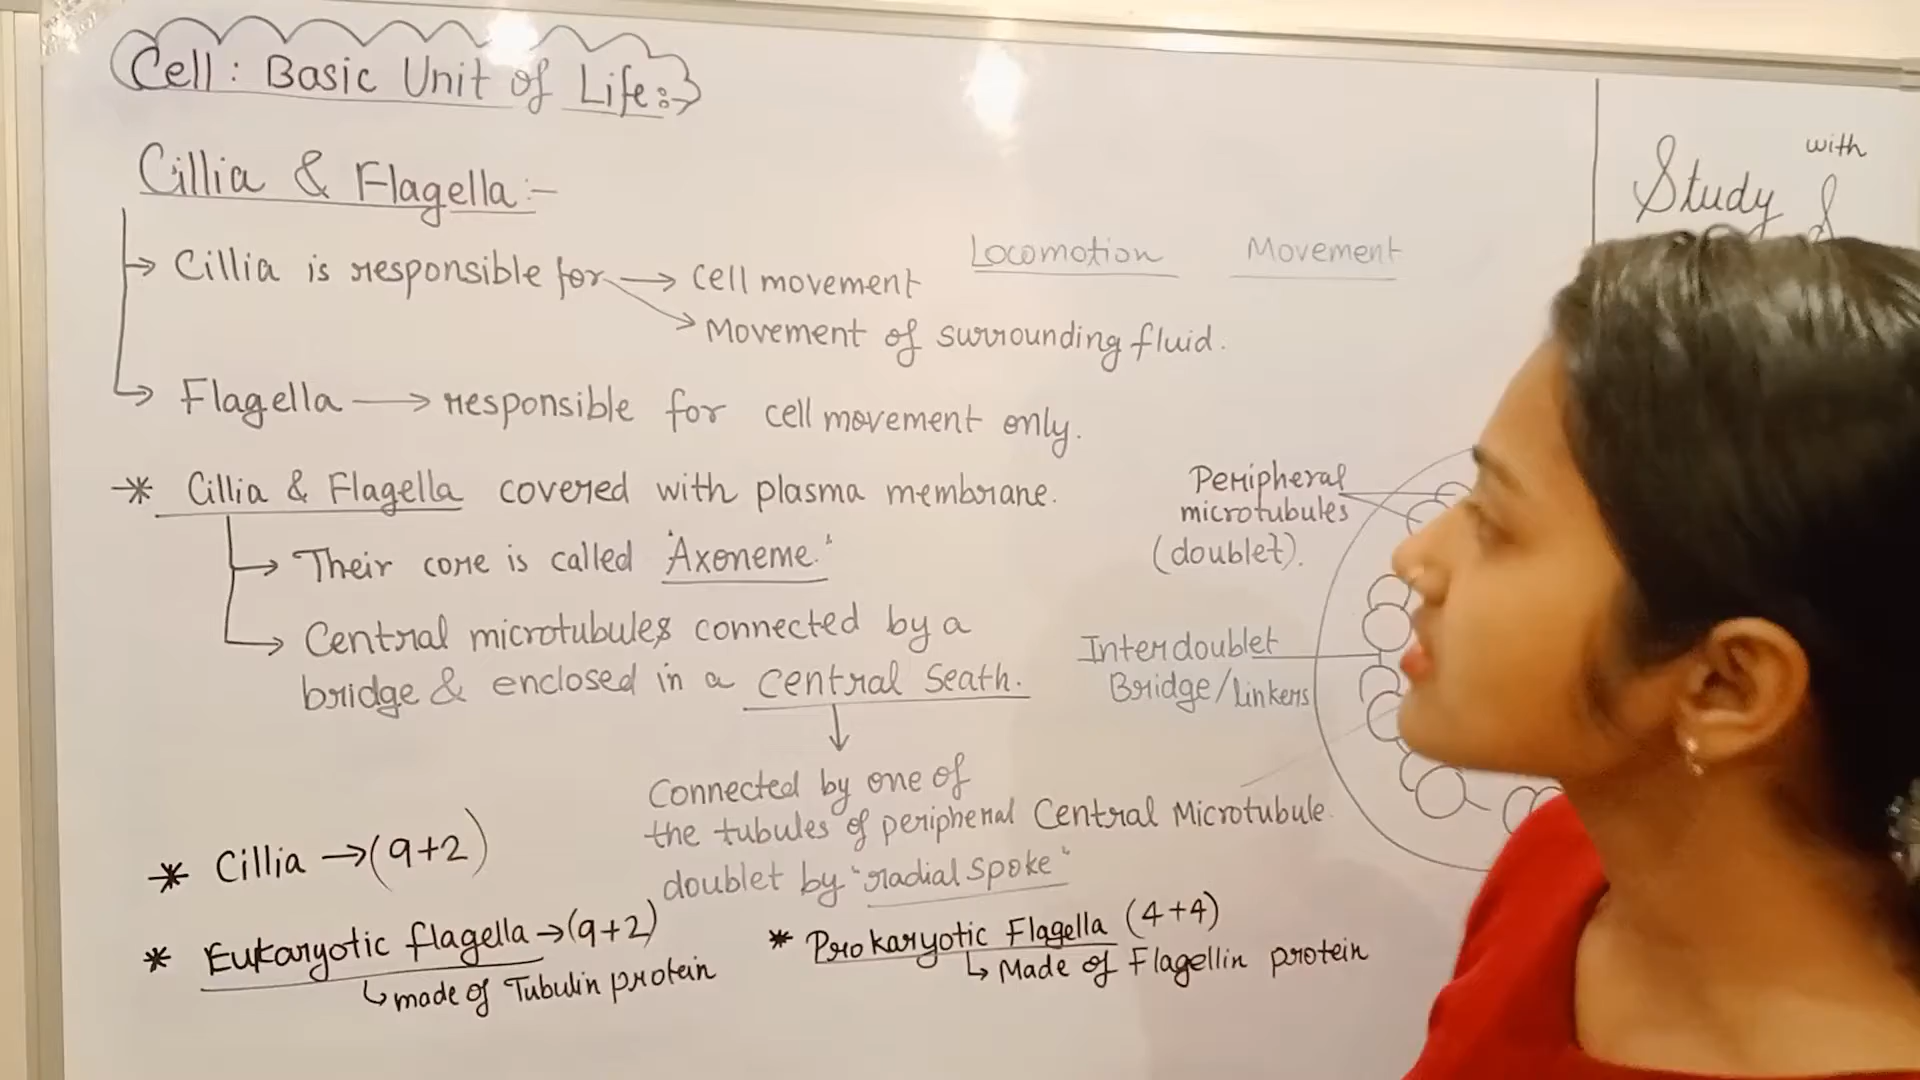 Cell: Basic Unit of Life:→
Cillia & Flagella:-
→ Cillia is responsible for → Cell movement
→ Movement of surrounding fluid.
Locomotion Movement
→ Flagella → responsible for cell movement only.
* Cillia & Flagella covered with plasma membrane.
→ Their core is called "Axoneme."
→ Central microtubules connected by a
bridge & enclosed in a central Seath.
↓
Connected by one of
the tubules of peripheral
doublet by "radial spoke"
* Cillia → (9+2)
* Eukaryotic flagella → (9+2)
↳ made of Tubulin protein
* Prokaryotic Flagella (4+4)
↳ Made of Flagellin protein
Peripheral
microtubules
(doublet).
Interdoublet
Bridge/linkers
Central Microtubule.
with
Study